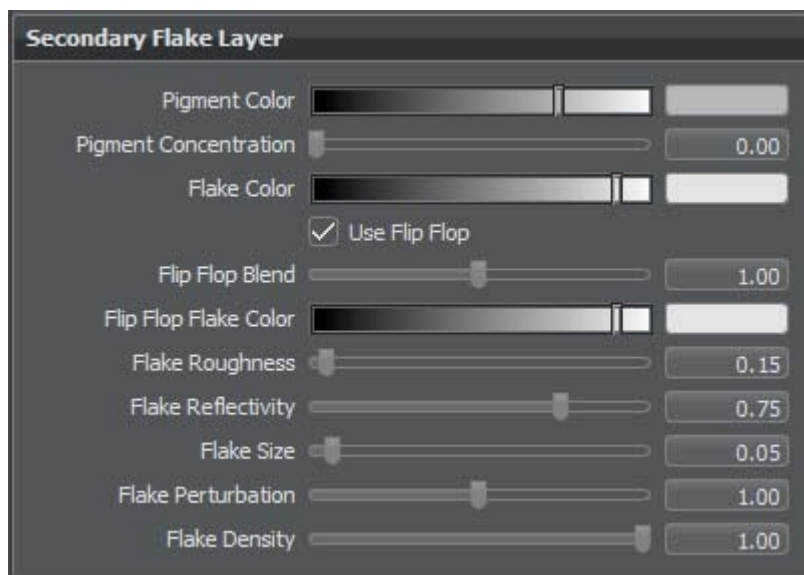 Secondary Flake Layer
Pigment Color
Pigment Concentration 0.00
Flake Color
Use Flip Flop
Flip Flop Blend 1.00
Flip Flop Flake Color
Flake Roughness 0.15
Flake Reflectivity 0.75
Flake Size 0.05
Flake Perturbation 1.00
Flake Density 1.00